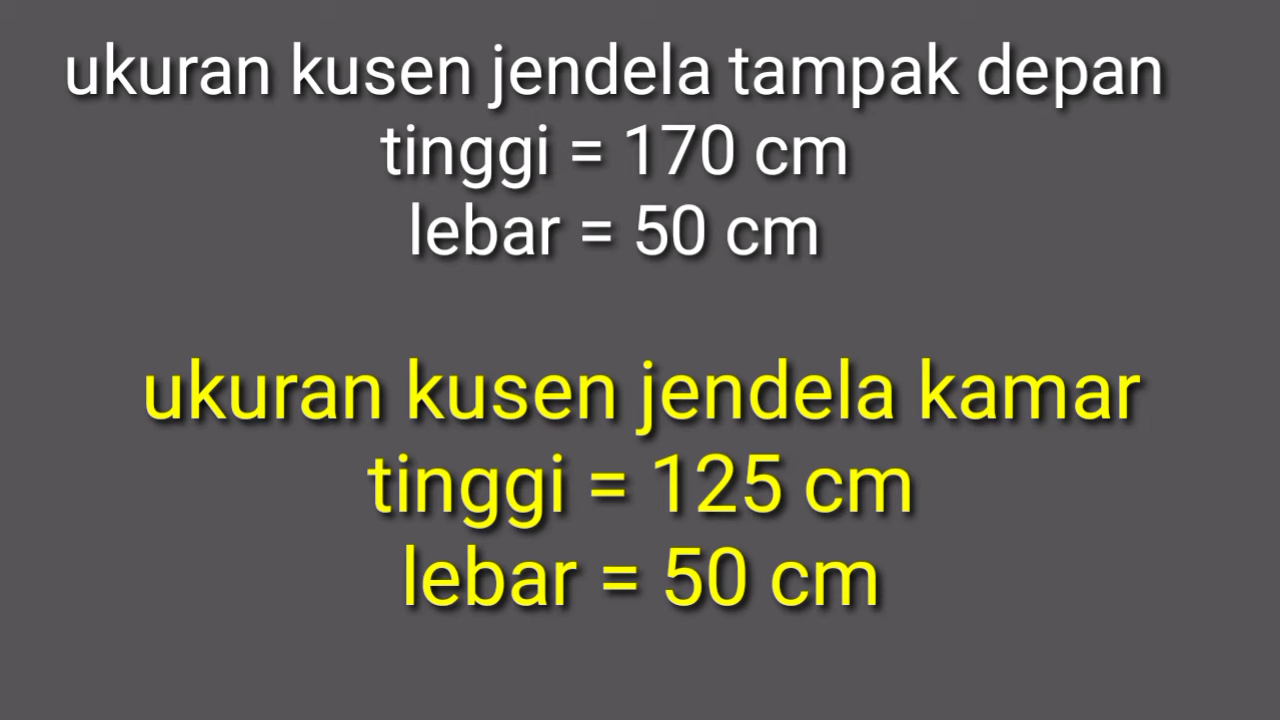 ukuran kusen jendela tampak depan
tinggi = 170 cm
lebar = 50 cm
ukuran kusen jendela kamar
tinggi = 125 cm
lebar = 50 cm